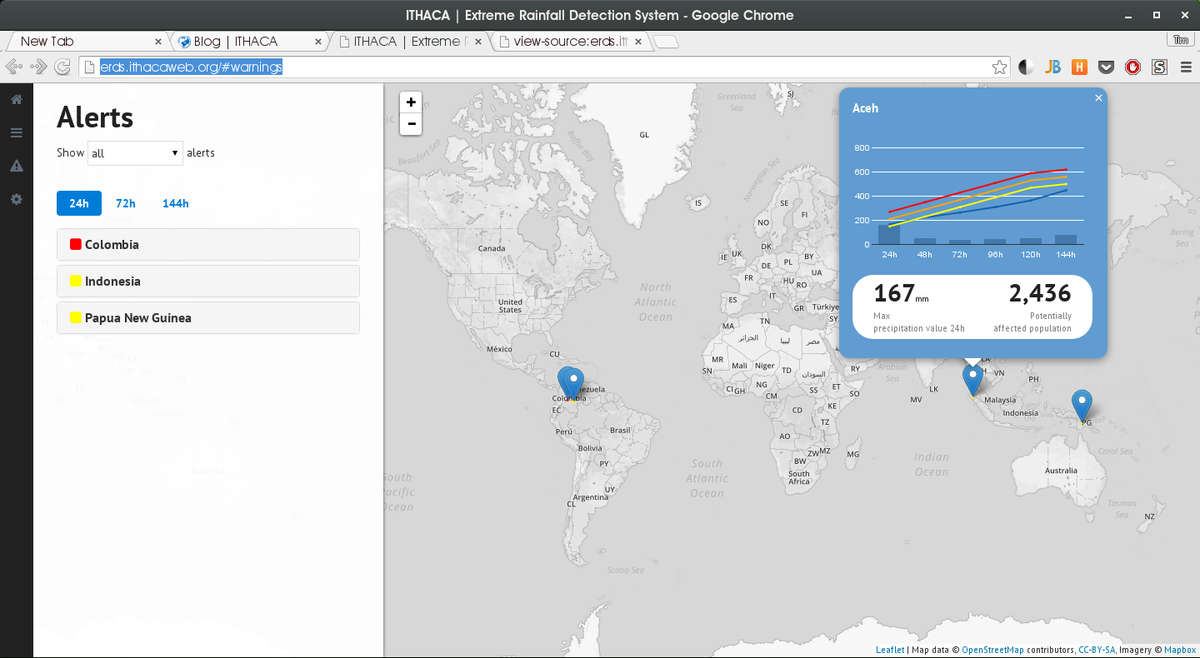 ITHACA | Extreme Rainfall Detection System - Google Chrome
New Tab
Blog | ITHACA
ITHACA | Extreme
view-source:erds.it
Tim
erds.ithacaweb.org/#warnings
Alerts
Show all alerts
24h 72h 144h
Colombia
Indonesia
Papua New Guinea
+
−
Aceh
800
600
400
200
0
24h 48h 72h 96h 120h 144h
167 mm
Max
precipitation value 24h
2,436
Potentially
affected population
Greenland
Sea
Baffin Bay
Beaufort Sea
Norwegian Sea
Bering
Sea
GL
SJ
IS
SE
FI
NO
DK
IE UK
PL BY
DE
UA
FR
HU RO
IT
ES
GR Türkiye
SY
MA
TN
الجزائر
ليبيا
مصر
Canada
United
States
North
Atlantic
Ocean
México
CU
MR
Mali Niger
TD
السودان
RY
Arabian
Sea
LA
VN
PH
SN
CI GH
NG
SS
ET
SO
LK
MV
Malaysia
Indonesia
PG
Colombia
EC
CM
CD
KE
TZ
Perú
Brasil
Bolivia
PY
UY
CL
Argentina
AO
ZW MZ
MG
BW
South
Africa
South
Atlantic
Ocean
Indian
Ocean
Australia
Coral Sea
Tasman
Sea
NZ
Scotia Sea
Leaflet | Map data © OpenStreetMap contributors, CC-BY-SA, Imagery © Mapbox